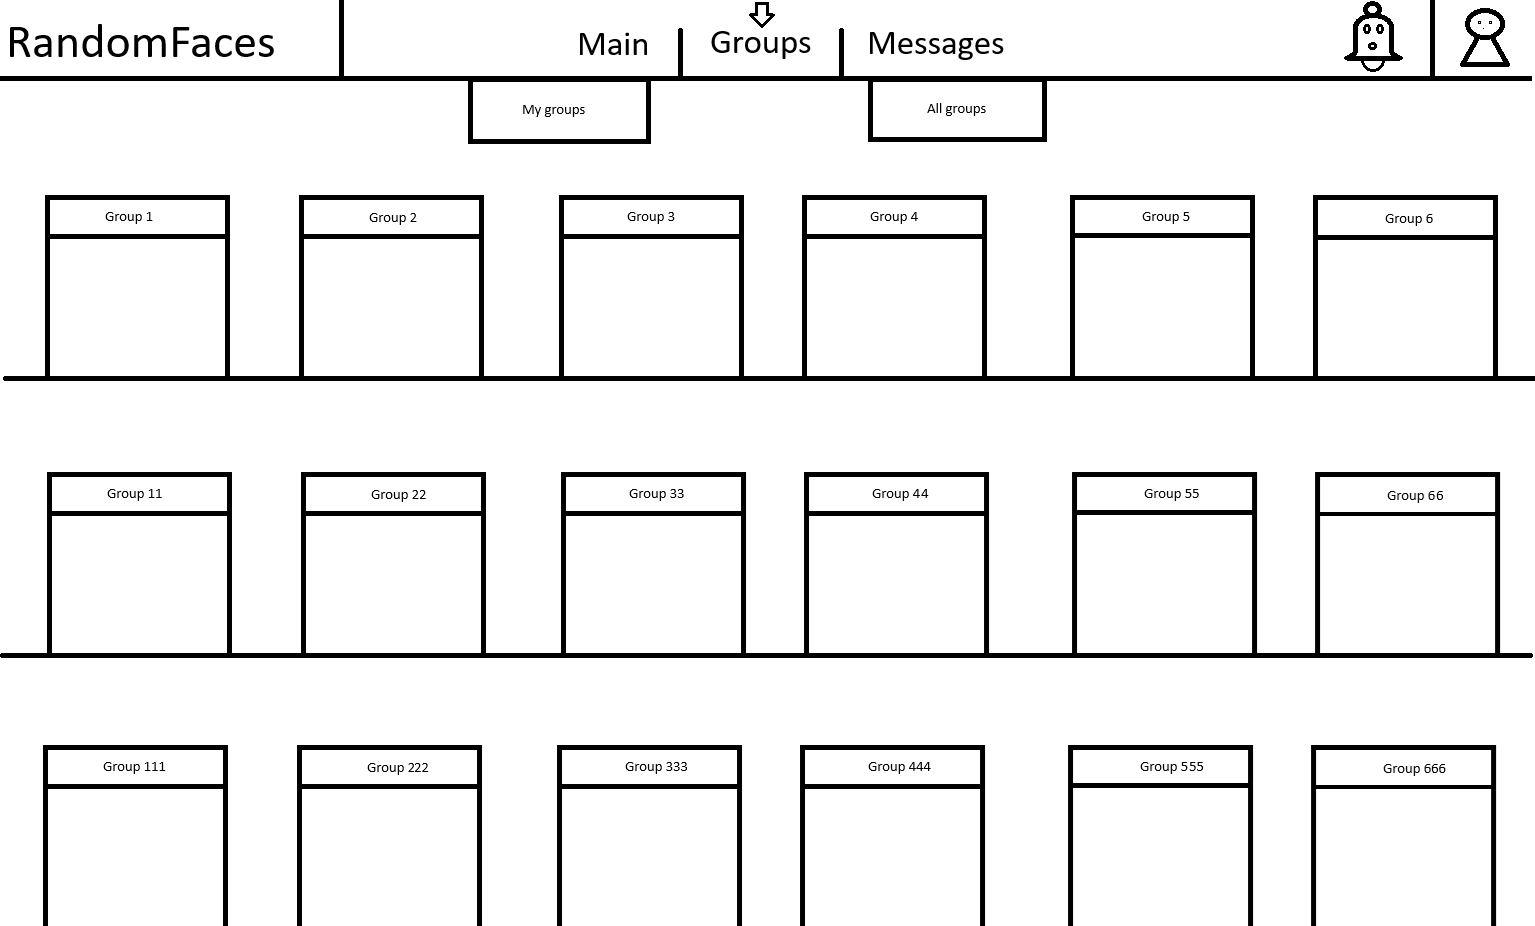 RandomFaces
Main Groups Messages
My groups All groups
Group 1 Group 2 Group 3 Group 4 Group 5 Group 6
Group 11 Group 22 Group 33 Group 44 Group 55 Group 66
Group 111 Group 222 Group 333 Group 444 Group 555 Group 666